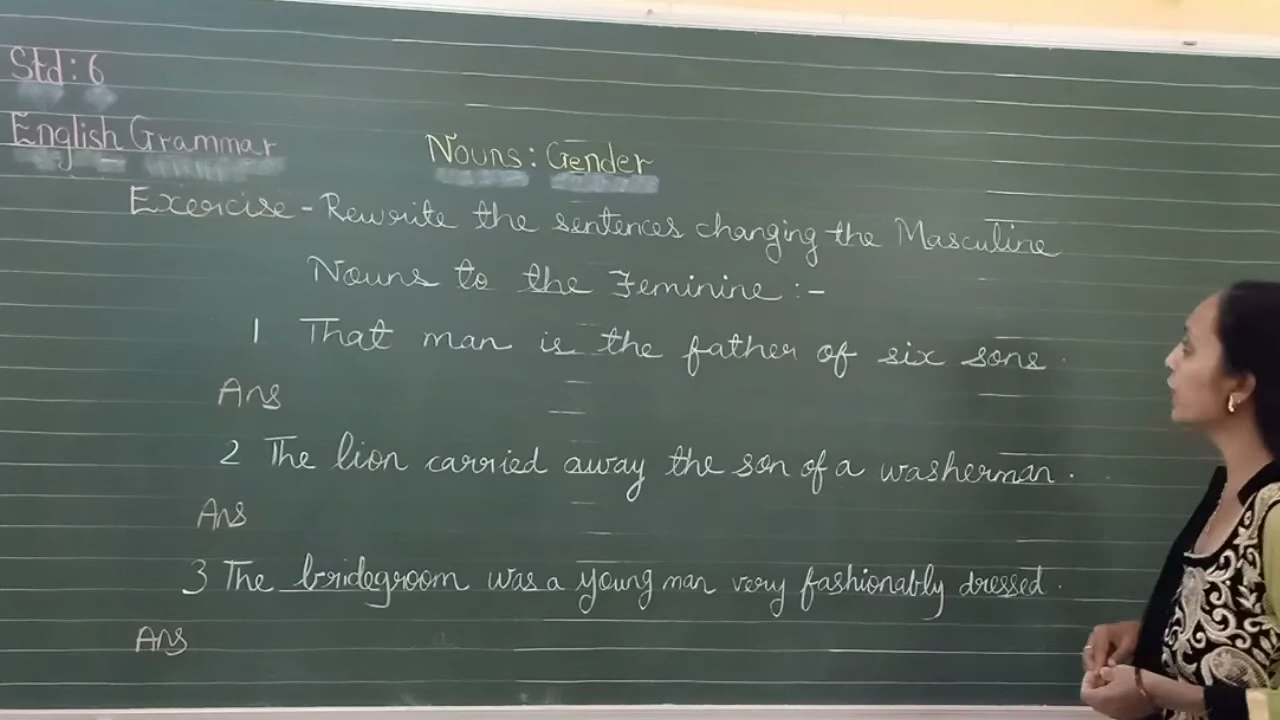 Std: 6
English Grammar
Nouns: Gender
Exercise - Rewrite the sentences changing the Masculine
Nouns to the Feminine :-
1 That man is the father of six sons.
Ans
2 The lion carried away the son of a washerman.
Ans
3 The bridegroom was a young man very fashionably dressed.
Ans